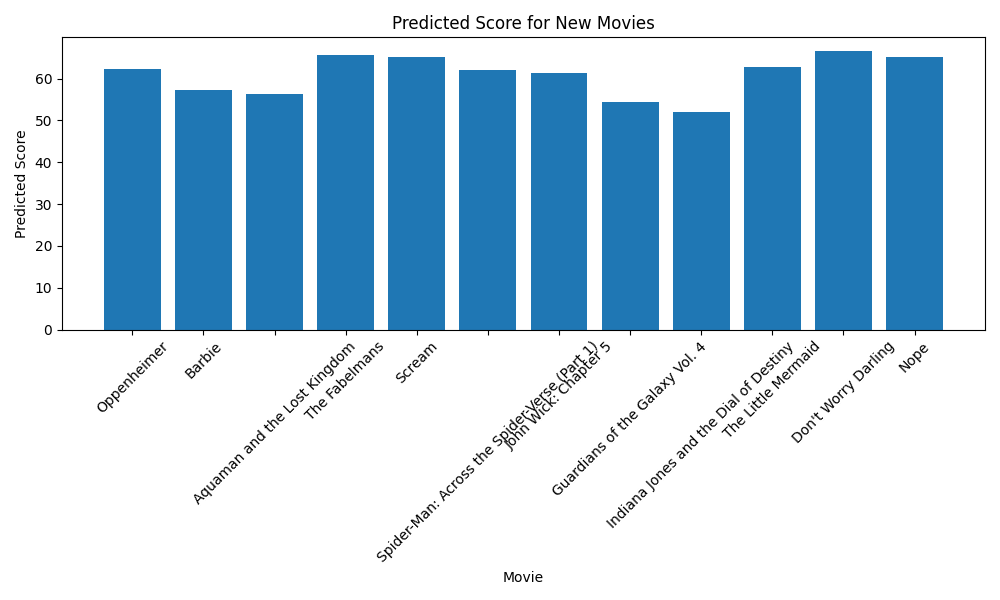 Predicted Score for New Movies
Predicted Score
60
50
40
30
20
10
0
Oppenheimer
Barbie
Aquaman and the Lost Kingdom
The Fabelmans
Scream
Spider-Man: Across the Spider-Verse (Part 1)
John Wick: Chapter 5
Guardians of the Galaxy Vol. 4
Indiana Jones and the Dial of Destiny
The Little Mermaid
Don't Worry Darling
Nope
Movie